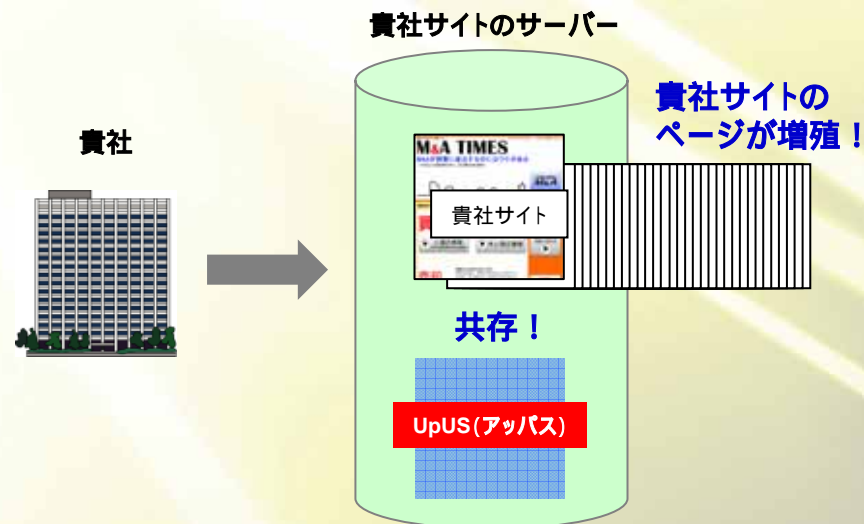 貴社サイトのサーバー
貴社サイトの
ページが増殖！
貴社
M&A TIMES
貴社サイト
共存！
UpUS(アッパス)